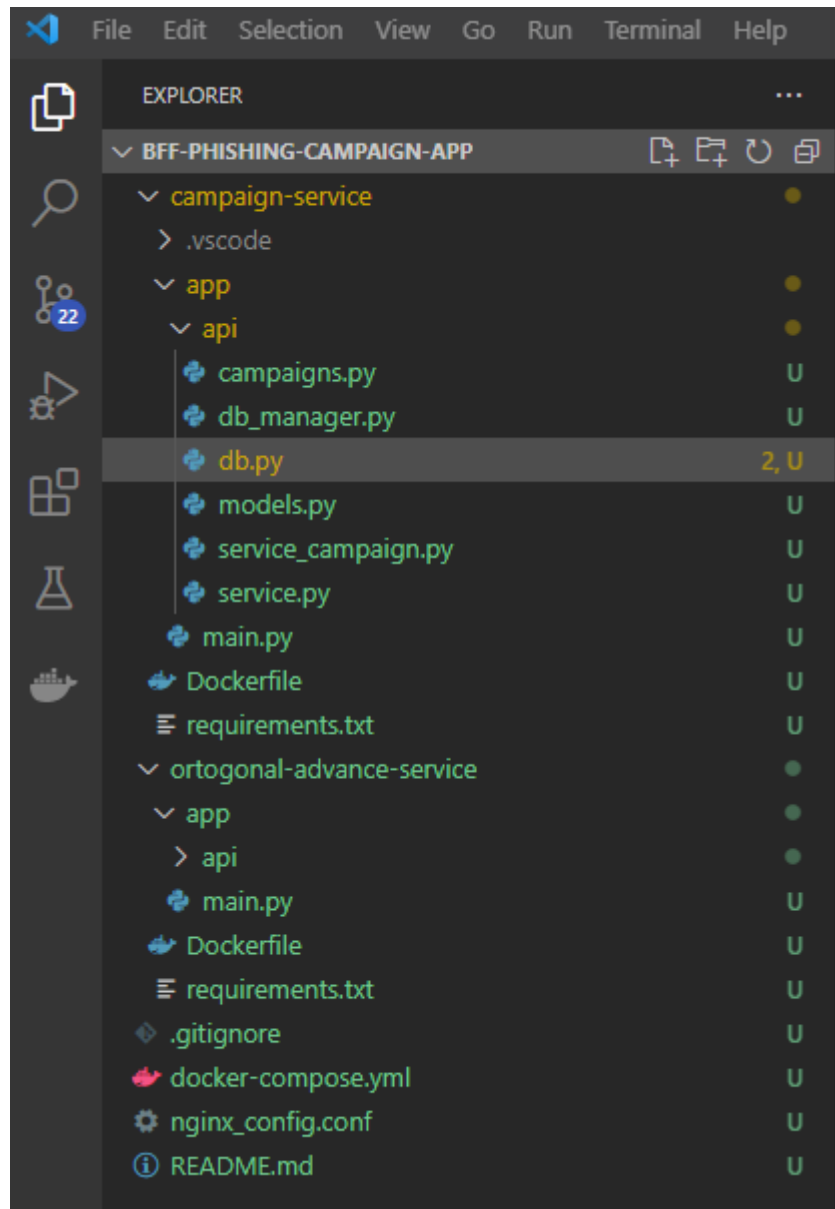 File Edit Selection View Go Run Terminal Help
EXPLORER
BFF-PHISHING-CAMPAIGN-APP
campaign-service
.vscode
app
api
22
campaigns.py U
db_manager.py U
db.py 2, U
models.py U
service_campaign.py U
service.py U
main.py U
Dockerfile U
requirements.txt U
ortogonal-advance-service
app
api
main.py U
Dockerfile U
requirements.txt U
.gitignore U
docker-compose.yml U
nginx_config.conf U
README.md U